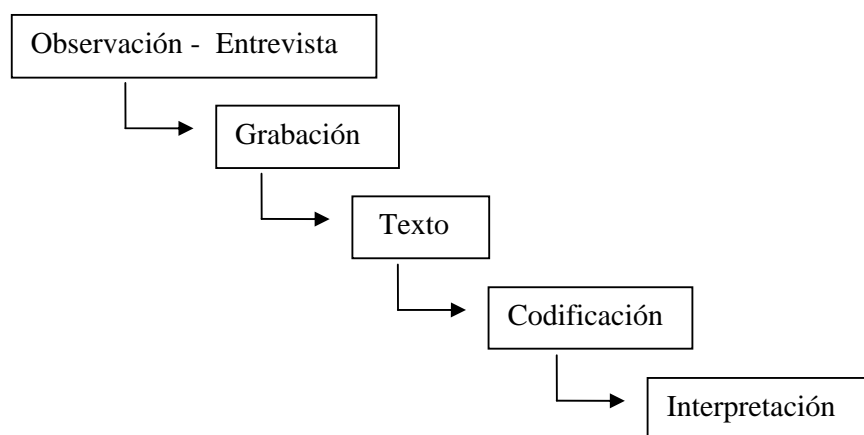 Observación - Entrevista
Grabación
Texto
Codificación
Interpretación